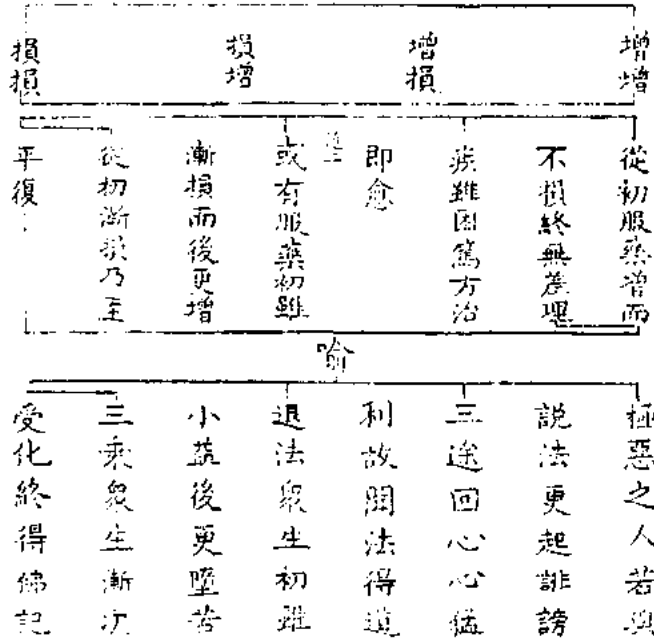 增增
增損
損增
損損
從初服藥增而
不損終無差理
疾雖困篤方治
即愈
或有服藥初雖
漸損而後更增
從初漸損乃至
平復
喻
極惡之人若與
說法更起誹謗
三途回心心猛
利故聞法得道
退法眾生初雖
小益後更墮苦
三乘眾生漸次
受化終得佛記